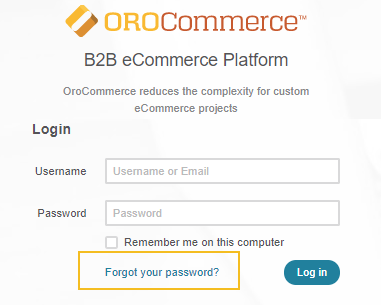 OROCommerce™
B2B eCommerce Platform
OroCommerce reduces the complexity for custom
eCommerce projects
Login
Username
Username or Email
Password
Password
Remember me on this computer
Forgot your password?
Log in